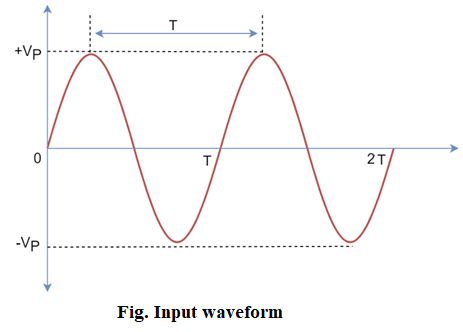 T
+VP
0
T
2T
-VP
Fig. Input waveform